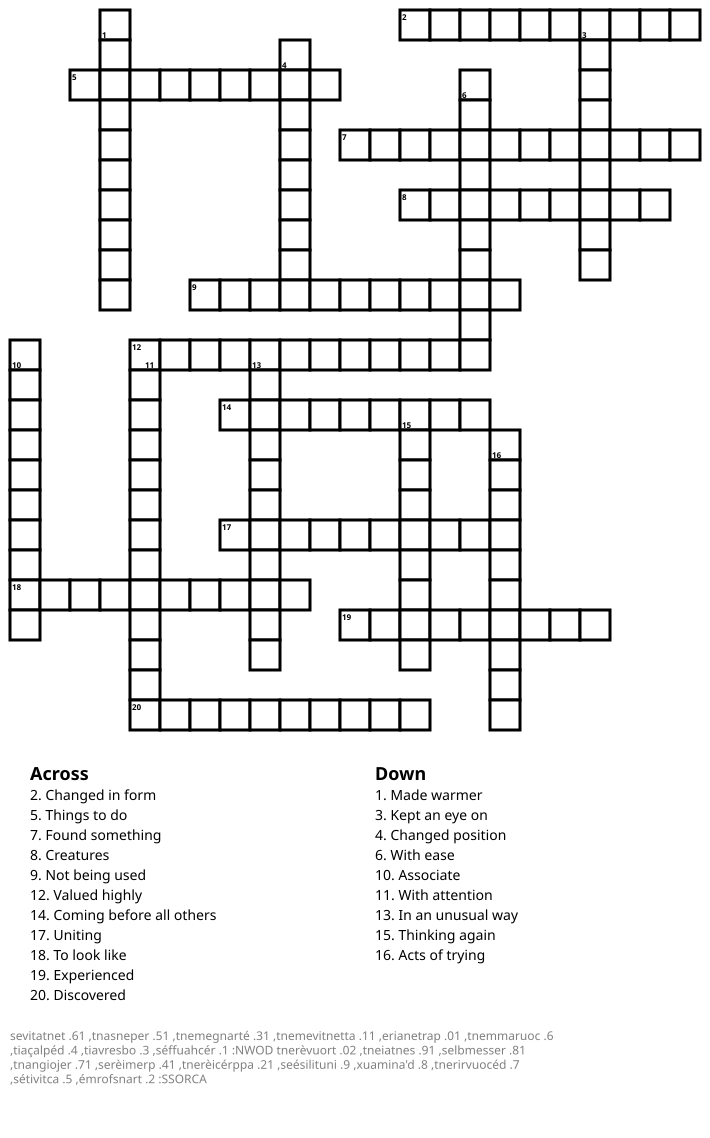 2
1
3
4
5
6
7
8
9
12
10
11
13
14
15
16
17
18
19
20
Across
2. Changed in form
5. Things to do
7. Found something
8. Creatures
9. Not being used
12. Valued highly
14. Coming before all others
17. Uniting
18. To look like
19. Experienced
20. Discovered
Down
1. Made warmer
3. Kept an eye on
4. Changed position
6. With ease
10. Associate
11. With attention
13. In an unusual way
15. Thinking again
16. Acts of trying
sevitatnet .61 ,tnasneper .51 ,tnemegnarté .31 ,tnemevitnetta .11 ,erianetrap .01 ,tnemmaruoc .6
,tiaçalpéd .4 ,tiavresbo .3 ,séffuahcér .1 :NWOD tnerèvuort .02 ,tneiatnes .91 ,selbmesser .81
,tnangiojer .71 ,serèimerp .41 ,tnerèicérppa .21 ,seésilituni .9 ,xuamina'd .8 ,tnerirvuocéd .7
,sétivitca .5 ,émrofsnart .2 :SSORCA